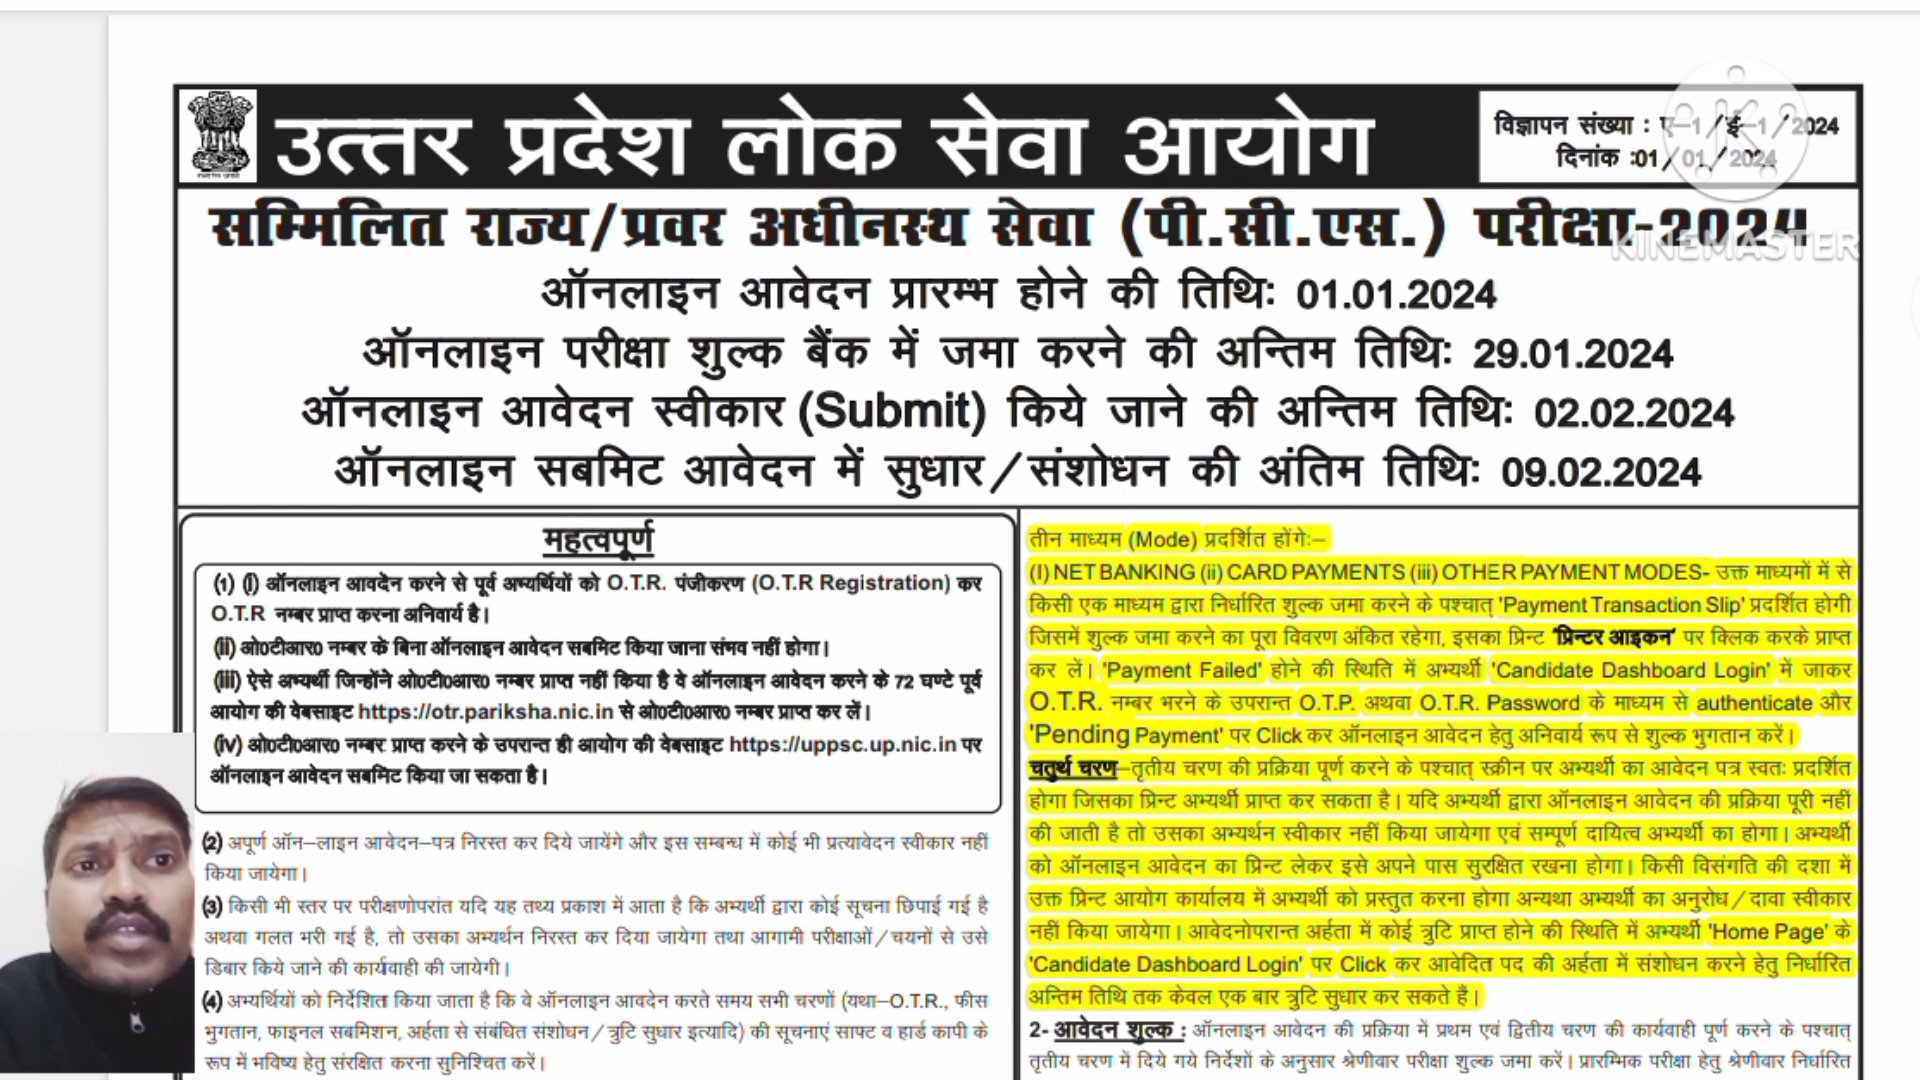 उत्तर प्रदेश लोक सेवा आयोग
विज्ञापन संख्या : ए–1/ई–1/2024
दिनांक :01/01/2024
सम्मिलित राज्य/प्रवर अधीनस्थ सेवा (पी.सी.एस.) परीक्षा-2024
KINEMASTER
ऑनलाइन आवेदन प्रारम्भ होने की तिथिः 01.01.2024
ऑनलाइन परीक्षा शुल्क बैंक में जमा करने की अन्तिम तिथिः 29.01.2024
ऑनलाइन आवेदन स्वीकार (Submit) किये जाने की अन्तिम तिथिः 02.02.2024
ऑनलाइन सबमिट आवेदन में सुधार/संशोधन की अंतिम तिथिः 09.02.2024
महत्वपूर्ण
(1) (i) ऑनलाइन आवदेन करने से पूर्व अभ्यर्थियों को O.T.R. पंजीकरण (O.T.R Registration) कर
O.T.R नम्बर प्राप्त करना अनिवार्य है।
(ii) ओ0टीआर0 नम्बर के बिना ऑनलाइन आवेदन सबमिट किया जाना संभव नहीं होगा।
(iii) ऐसे अभ्यर्थी जिन्होंने ओ0टी0आर0 नम्बर प्राप्त नहीं किया है वे ऑनलाइन आवेदन करने के 72 घण्टे पूर्व
आयोग की वेबसाइट https://otr.pariksha.nic.in से ओ0टी0आर0 नम्बर प्राप्त कर लें।
(iv) ओ0टी0आर0 नम्बर प्राप्त करने के उपरान्त ही आयोग की वेबसाइट https://uppsc.up.nic.in पर
ऑनलाइन आवेदन सबमिट किया जा सकता है।
(2) अपूर्ण ऑन–लाइन आवेदन–पत्र निरस्त कर दिये जायेंगे और इस सम्बन्ध में कोई भी प्रत्यावेदन स्वीकार नहीं
किया जायेगा।
(3) किसी भी स्तर पर परीक्षणोपरांत यदि यह तथ्य प्रकाश में आता है कि अभ्यर्थी द्वारा कोई सूचना छिपाई गई है
अथवा गलत भरी गई है, तो उसका अभ्यर्थन निरस्त कर दिया जायेगा तथा आगामी परीक्षाओं/चयनों से उसे
डिबार किये जाने की कार्यवाही की जायेगी।
(4) अभ्यर्थियों को निर्देशित किया जाता है कि वे ऑनलाइन आवदेन करते समय सभी चरणों (यथा–O.T.R., फीस
भुगतान, फाइनल सबमिशन, अर्हता से संबंधित संशोधन/त्रुटि सुधार इत्यादि) की सूचनाएं साफ्ट व हार्ड कापी के
रूप में भविष्य हेतु संरक्षित करना सुनिश्चित करें।
तीन माध्यम (Mode) प्रदर्शित होंगेः–
(I) NET BANKING (ii) CARD PAYMENTS (iii) OTHER PAYMENT MODES- उक्त माध्यमों में से
किसी एक माध्यम द्वारा निर्धारित शुल्क जमा करने के पश्चात् 'Payment Transaction Slip' प्रदर्शित होगी
जिसमें शुल्क जमा करने का पूरा विवरण अंकित रहेगा, इसका प्रिन्ट 'प्रिन्टर आइकन' पर क्लिक करके प्राप्त
कर लें। 'Payment Failed' होने की स्थिति में अभ्यर्थी 'Candidate Dashboard Login' में जाकर
O.T.R. नम्बर भरने के उपरान्त O.T.P. अथवा O.T.R. Password के माध्यम से authenticate और
'Pending Payment' पर Click कर ऑनलाइन आवेदन हेतु अनिवार्य रूप से शुल्क भुगतान करें।
चतुर्थ चरण–तृतीय चरण की प्रक्रिया पूर्ण करने के पश्चात् स्क्रीन पर अभ्यर्थी का आवेदन पत्र स्वतः प्रदर्शित
होगा जिसका प्रिन्ट अभ्यर्थी प्राप्त कर सकता है। यदि अभ्यर्थी द्वारा ऑनलाइन आवेदन की प्रक्रिया पूरी नहीं
की जाती है तो उसका अभ्यर्थन स्वीकार नहीं किया जायेगा एवं सम्पूर्ण दायित्व अभ्यर्थी का होगा। अभ्यर्थी
को ऑनलाइन आवेदन का प्रिन्ट लेकर इसे अपने पास सुरक्षित रखना होगा। किसी विसंगति की दशा में
उक्त प्रिन्ट आयोग कार्यालय में अभ्यर्थी को प्रस्तुत करना होगा अन्यथा अभ्यर्थी का अनुरोध/दावा स्वीकार
नहीं किया जायेगा। आवेदनोपरान्त अर्हता में कोई त्रुटि प्राप्त होने की स्थिति में अभ्यर्थी 'Home Page' के
'Candidate Dashboard Login' पर Click कर आवेदित पद की अर्हता में संशोधन करने हेतु निर्धारित
अन्तिम तिथि तक केवल एक बार त्रुटि सुधार कर सकते हैं।
2- आवेदन शुल्क : ऑनलाइन आवेदन की प्रक्रिया में प्रथम एवं द्वितीय चरण की कार्यवाही पूर्ण करने के पश्चात्
तृतीय चरण में दिये गये निर्देशों के अनुसार श्रेणीवार परीक्षा शुल्क जमा करें। प्रारम्भिक परीक्षा हेतु श्रेणीवार निर्धारित